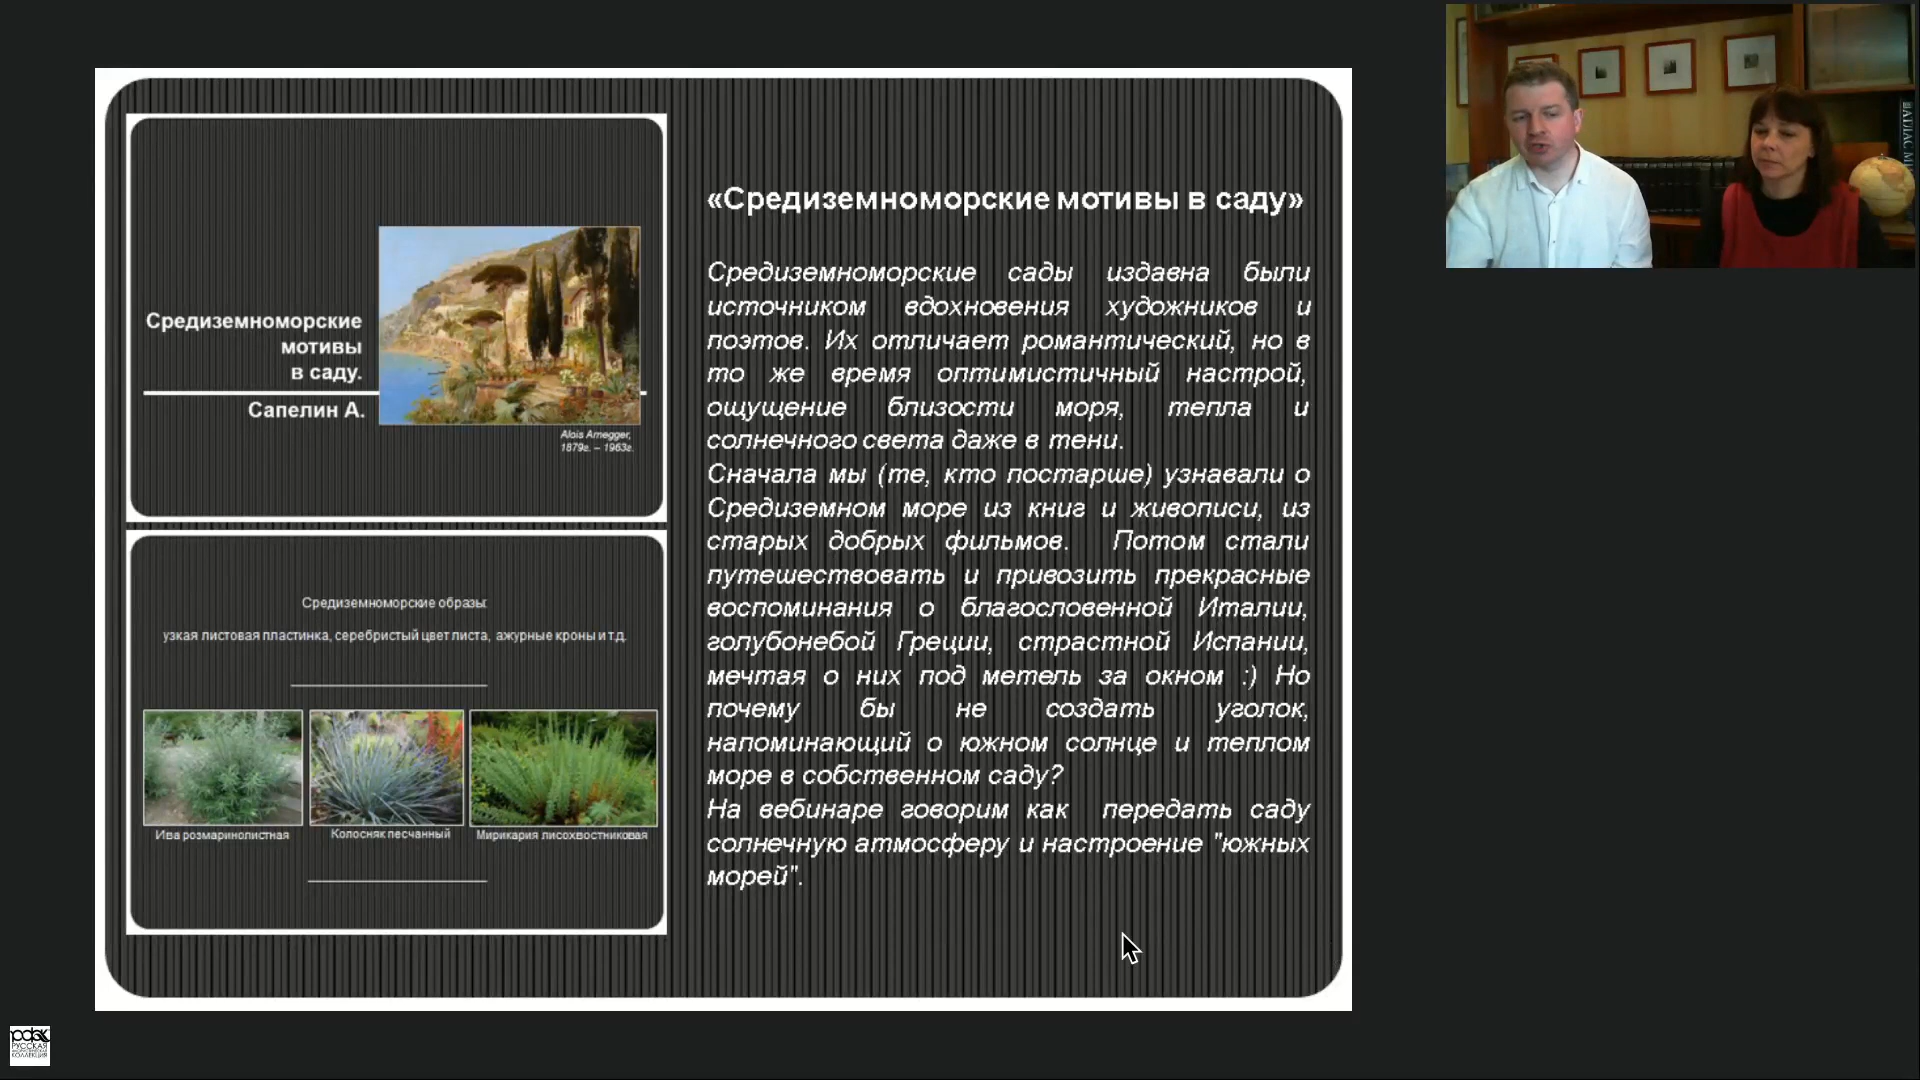 Средиземноморские
мотивы
в саду.
Сапелин А.
Alois Arnegger,
1879г. – 1963г.
Средиземноморские образы:
узкая листовая пластинка, серебристый цвет листа, ажурные кроны и т.д.
Ива розмаринолистная
Колосняк песчанный
Мирикария лисохвостниковая
«Средиземноморские мотивы в саду»
Средиземноморские сады издавна были
источником вдохновения художников и
поэтов. Их отличает романтический, но в
то же время оптимистичный настрой,
ощущение близости моря, тепла и
солнечного света даже в тени.
Сначала мы (те, кто постарше) узнавали о
Средиземном море из книг и живописи, из
старых добрых фильмов. Потом стали
путешествовать и привозить прекрасные
воспоминания о благословенной Италии,
голубонебой Греции, страстной Испании,
мечтая о них под метель за окном :) Но
почему бы не создать уголок,
напоминающий о южном солнце и теплом
море в собственном саду?
На вебинаре говорим как передать саду
солнечную атмосферу и настроение "южных
морей".
АТЛАС
РУССКАЯ
КОЛЛЕКЦИЯ